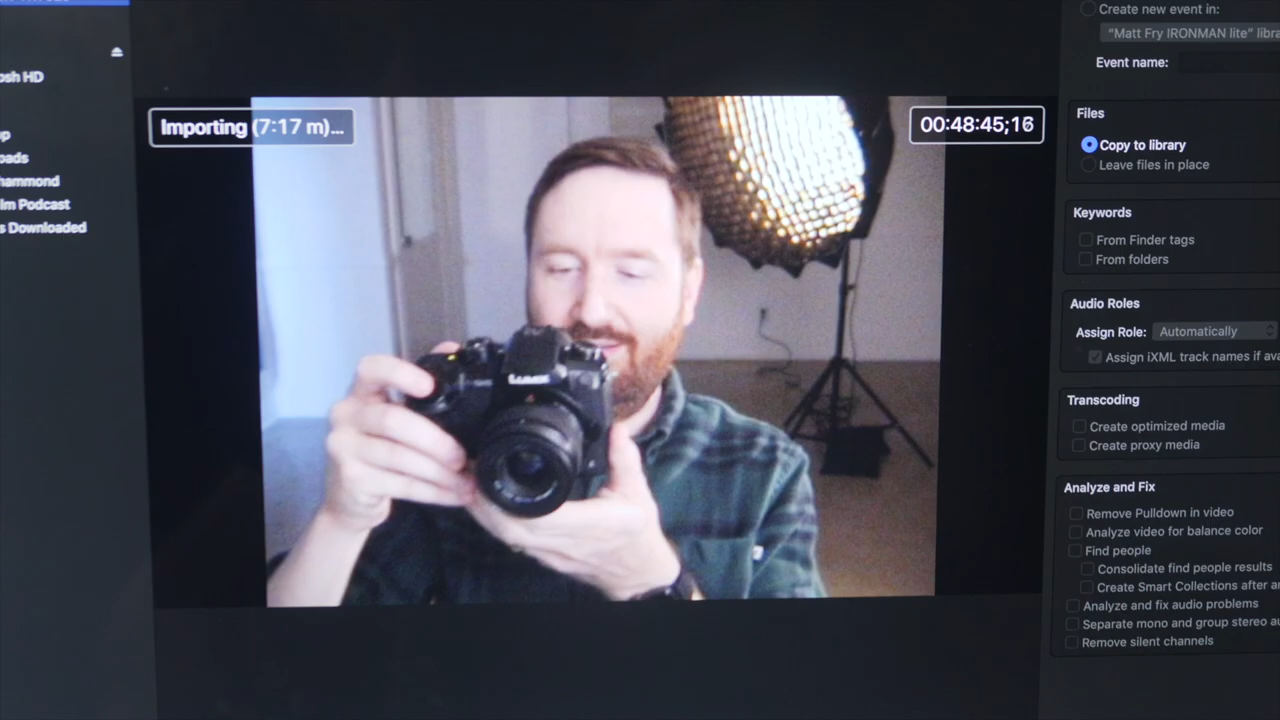 osh HD
p
oads
hammond
lm Podcast
s Downloaded
Importing (7:17 m)...
00:48:45;16
LUMIX
Create new event in:
“Matt Fry IRONMAN lite” libra
Event name:
Files
Copy to library
Leave files in place
Keywords
From Finder tags
From folders
Audio Roles
Assign Role: Automatically
Assign iXML track names if ava
Transcoding
Create optimized media
Create proxy media
Analyze and Fix
Remove Pulldown in video
Analyze video for balance color
Find people
Consolidate find people results
Create Smart Collections after an
Analyze and fix audio problems
Separate mono and group stereo au
Remove silent channels